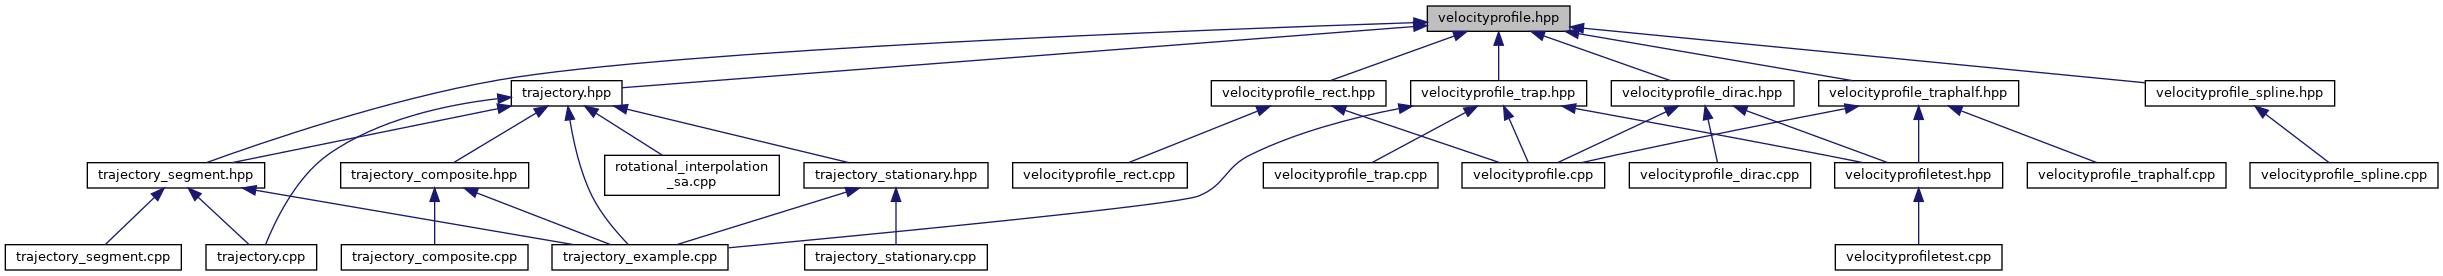 velocityprofile.hpp
trajectory.hpp
velocityprofile_rect.hpp
velocityprofile_trap.hpp
velocityprofile_dirac.hpp
velocityprofile_traphalf.hpp
velocityprofile_spline.hpp
trajectory_segment.hpp
trajectory_composite.hpp
rotational_interpolation
_sa.cpp
trajectory_stationary.hpp
velocityprofile_rect.cpp
velocityprofile_trap.cpp
velocityprofile.cpp
velocityprofile_dirac.cpp
velocityprofiletest.hpp
velocityprofile_traphalf.cpp
velocityprofile_spline.cpp
trajectory_segment.cpp
trajectory.cpp
trajectory_composite.cpp
trajectory_example.cpp
trajectory_stationary.cpp
velocityprofiletest.cpp